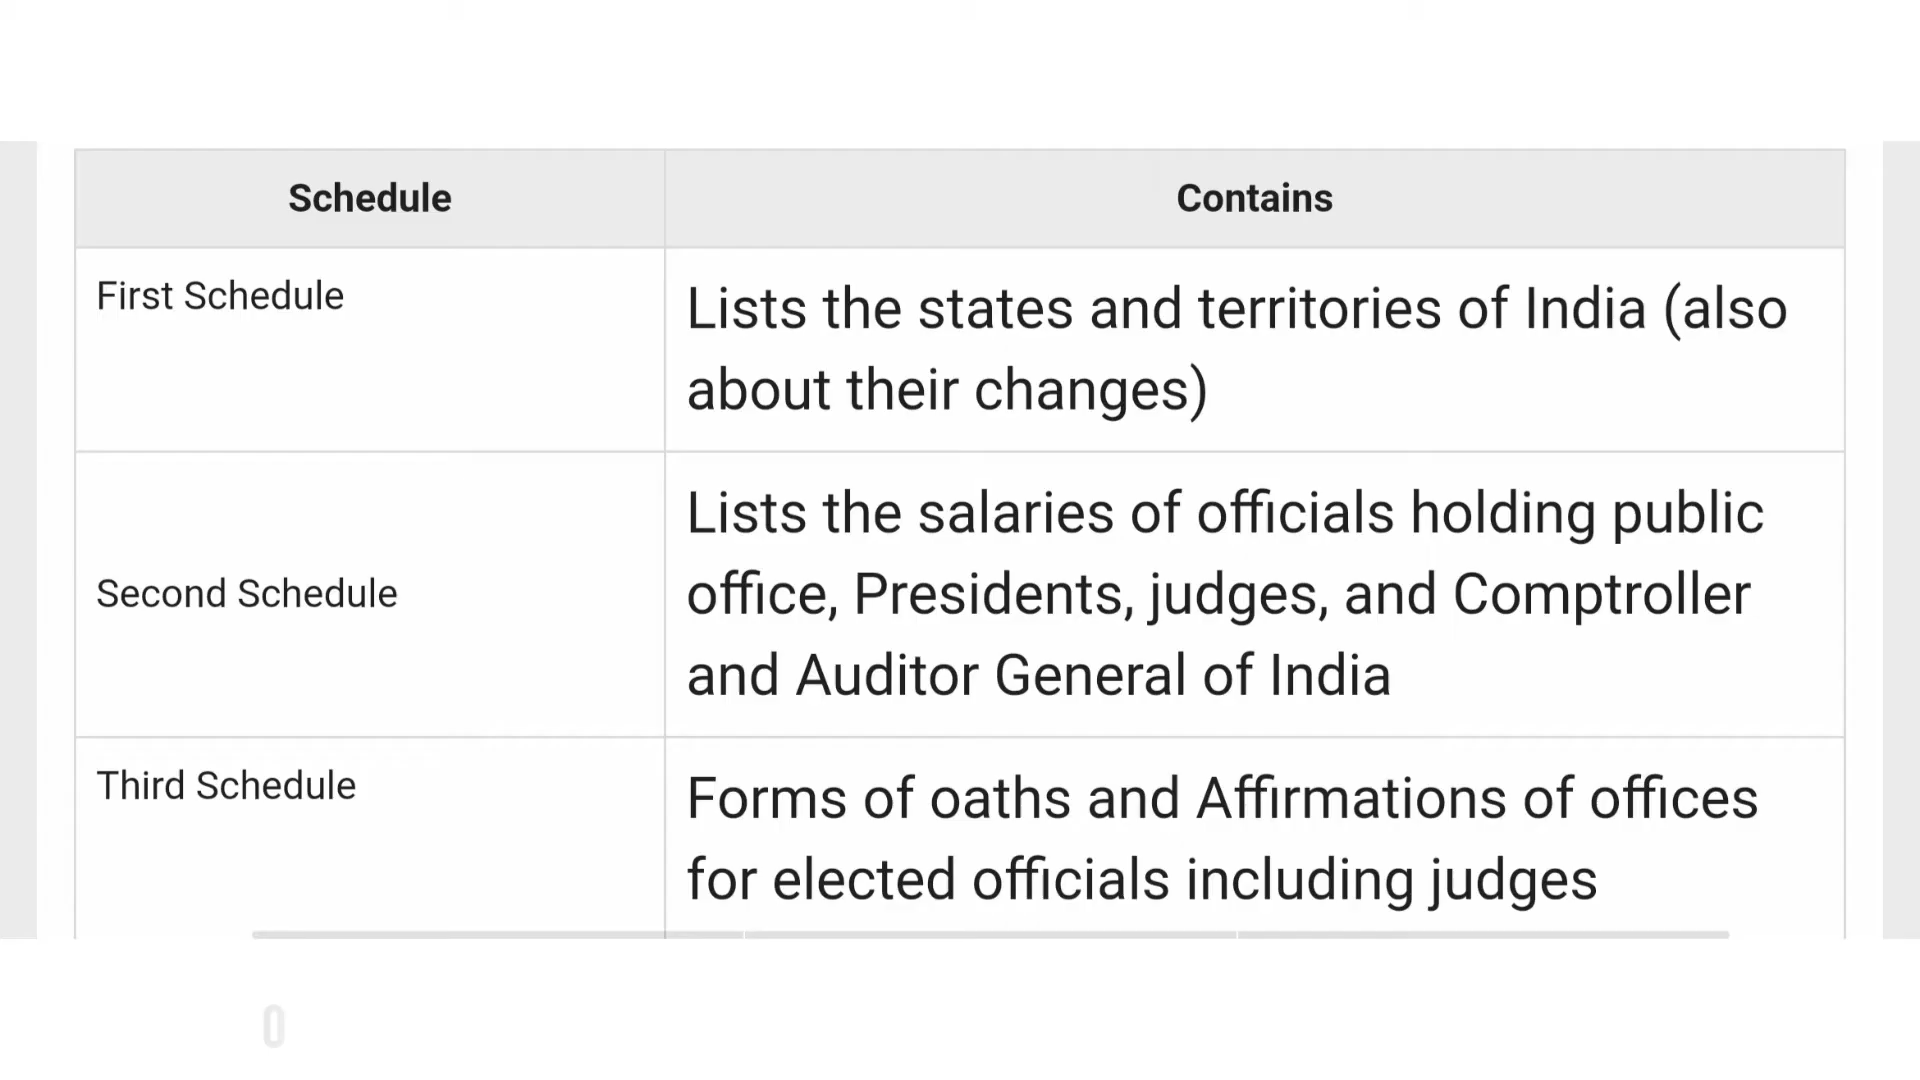 Schedule
Contains
First Schedule
Lists the states and territories of India (also
about their changes)
Second Schedule
Lists the salaries of officials holding public
office, Presidents, judges, and Comptroller
and Auditor General of India
Third Schedule
Forms of oaths and Affirmations of offices
for elected officials including judges
0